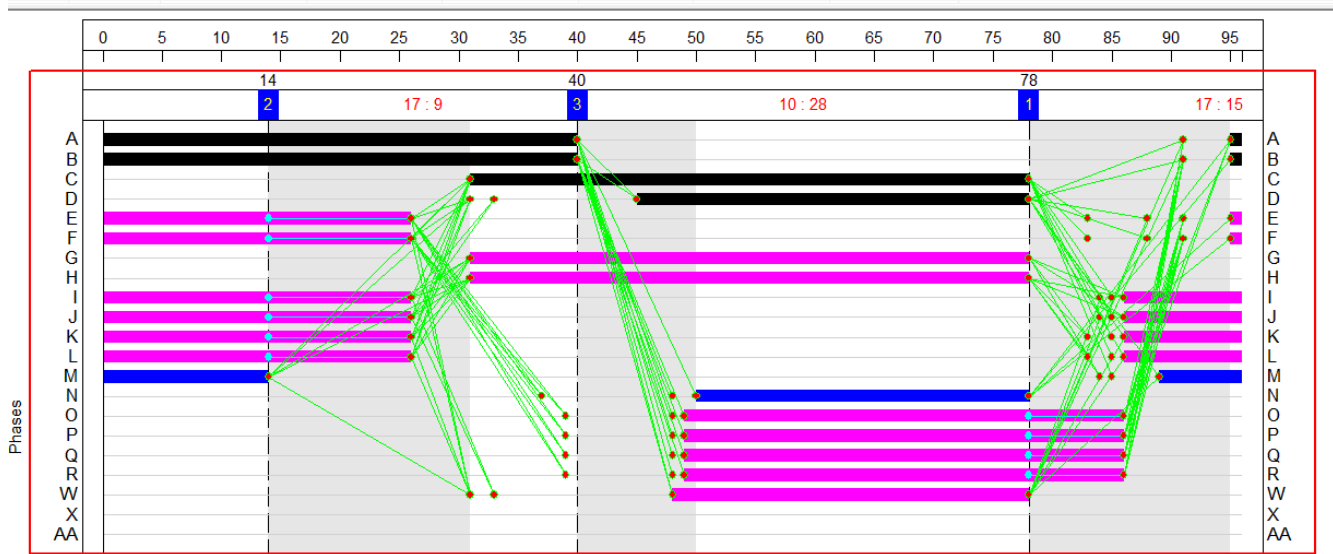 0 5 10 15 20 25 30 35 40 45 50 55 60 65 70 75 80 85 90 95
14 40 78
2 17 : 9 3 10 : 28 1 17 : 15
A A
B B
C C
D D
E E
F F
G G
H H
I I
J J
K K
L L
M M
N N
O O
P P
Q Q
R R
W W
X X
AA AA
Phases